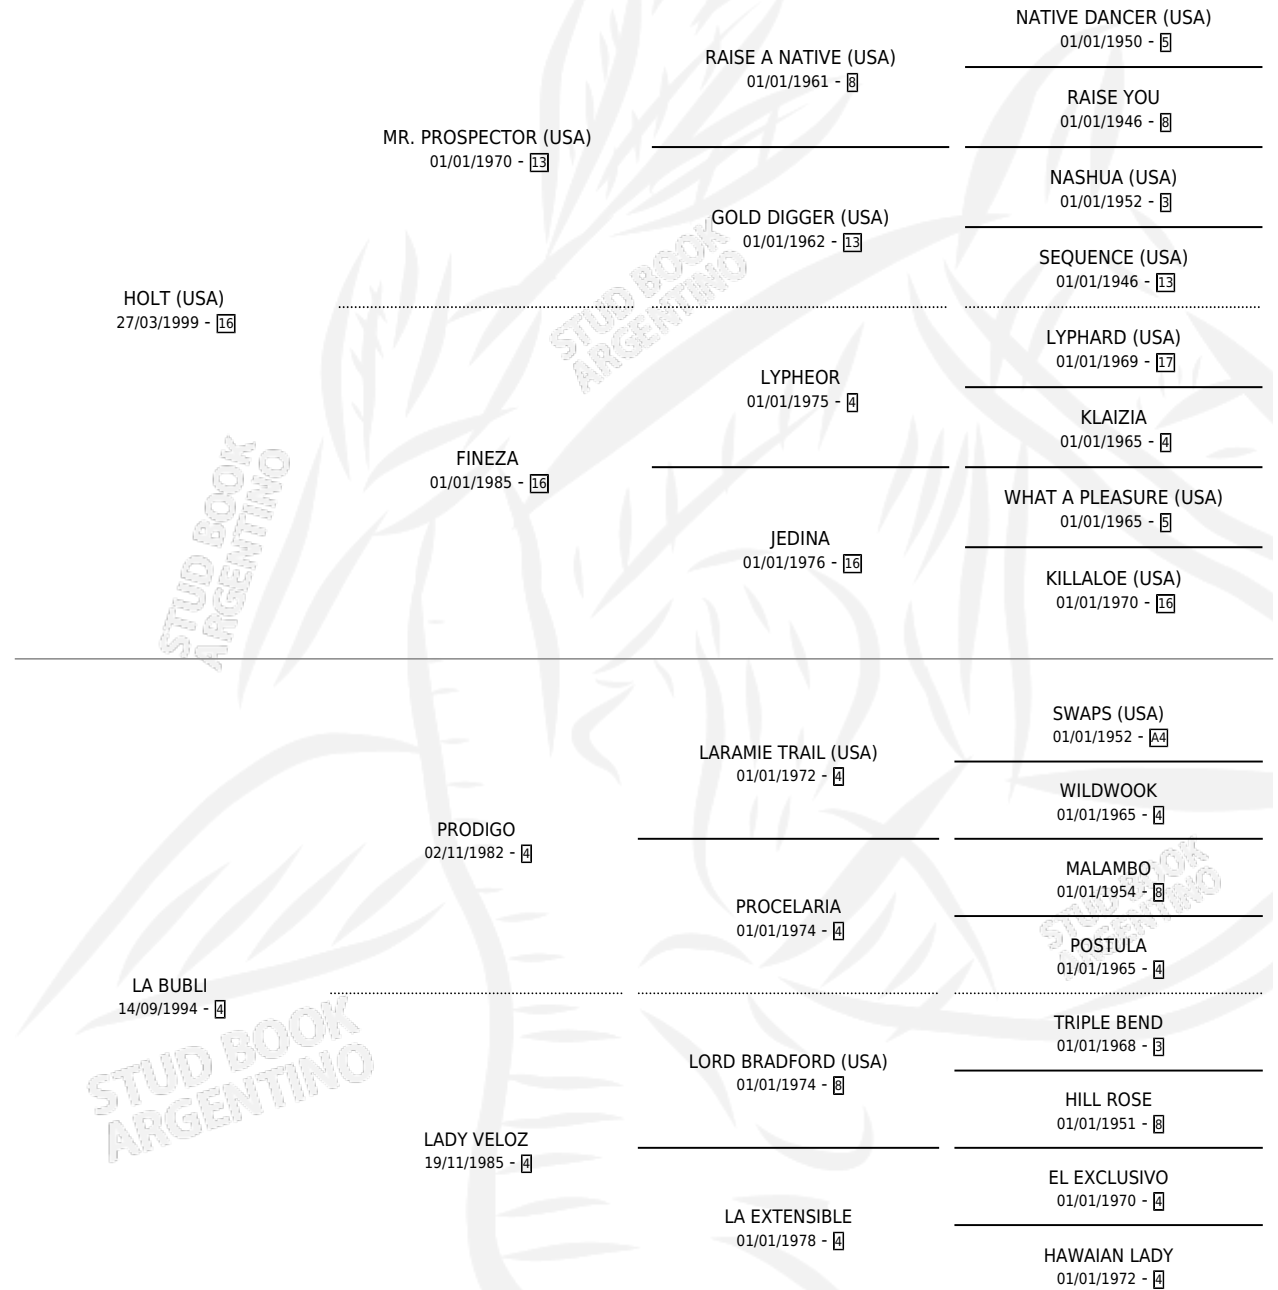 NATIVE DANCER (USA)
01/01/1950 - 5
RAISE A NATIVE (USA)
01/01/1961 - 8
RAISE YOU
01/01/1946 - 8
MR. PROSPECTOR (USA)
01/01/1970 - 13
NASHUA (USA)
01/01/1952 - 3
GOLD DIGGER (USA)
01/01/1962 - 13
SEQUENCE (USA)
01/01/1946 - 13
HOLT (USA)
27/03/1999 - 16
STUD BOOK
ARGENTINO
LYPHARD (USA)
01/01/1969 - 17
LYPHEOR
01/01/1975 - 4
KLAIZIA
01/01/1965 - 4
FINEZA
01/01/1985 - 16
WHAT A PLEASURE (USA)
01/01/1965 - 5
JEDINA
01/01/1976 - 16
KILLALOE (USA)
01/01/1970 - 16
STUD BOOK
ARGENTINO
SWAPS (USA)
01/01/1952 - A4
LARAMIE TRAIL (USA)
01/01/1972 - 4
WILDWOOK
01/01/1965 - 4
PRODIGO
02/11/1982 - 4
MALAMBO
01/01/1954 - 8
PROCELARIA
01/01/1974 - 4
STUD BOOK
ARGENTINO
POSTULA
01/01/1965 - 4
LA BUBLI
14/09/1994 - 4
STUD BOOK
ARGENTINO
TRIPLE BEND
01/01/1968 - 3
LORD BRADFORD (USA)
01/01/1974 - 8
HILL ROSE
01/01/1951 - 8
LADY VELOZ
19/11/1985 - 4
EL EXCLUSIVO
01/01/1970 - 4
LA EXTENSIBLE
01/01/1978 - 4
HAWAIAN LADY
01/01/1972 - 4